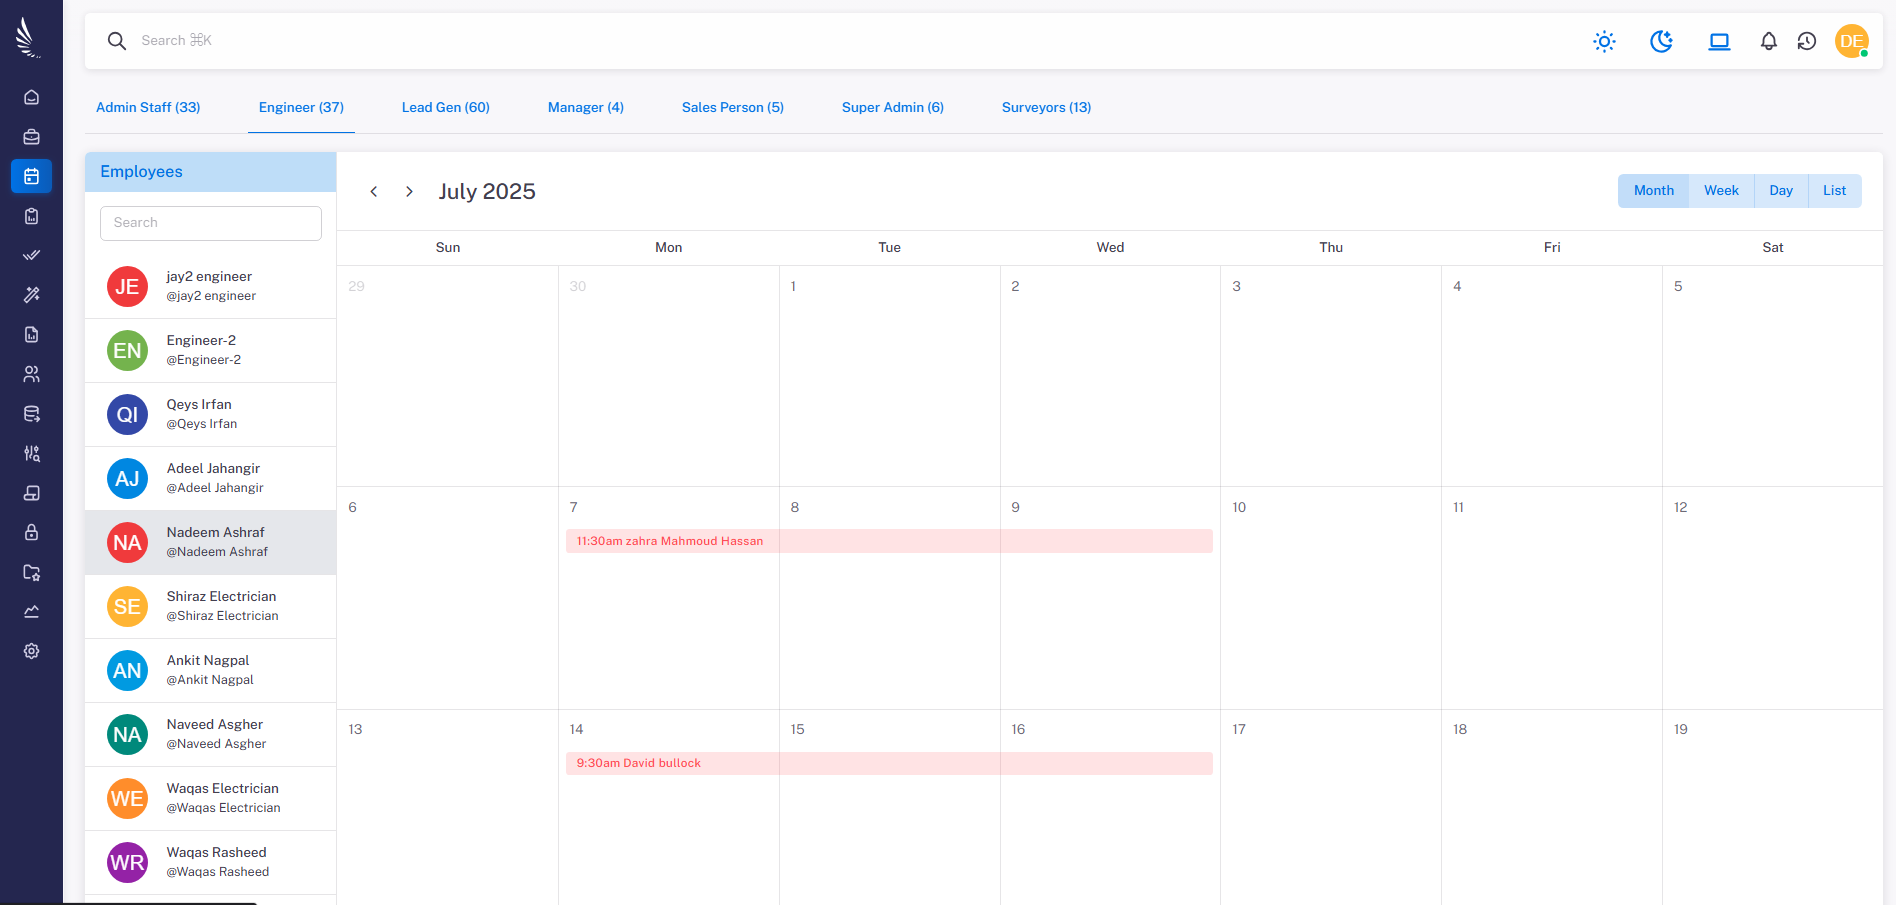 Search ⌘K
DE
Admin Staff (33)
Engineer (37)
Lead Gen (60)
Manager (4)
Sales Person (5)
Super Admin (6)
Surveyors (13)
Employees
Search
JE
jay2 engineer
@jay2 engineer
EN
Engineer-2
@Engineer-2
QI
Qeys Irfan
@Qeys Irfan
AJ
Adeel Jahangir
@Adeel Jahangir
NA
Nadeem Ashraf
@Nadeem Ashraf
SE
Shiraz Electrician
@Shiraz Electrician
AN
Ankit Nagpal
@Ankit Nagpal
NA
Naveed Asgher
@Naveed Asgher
WE
Waqas Electrician
@Waqas Electrician
WR
Waqas Rasheed
@Waqas Rasheed
July 2025
Month
Week
Day
List
Sun
Mon
Tue
Wed
Thu
Fri
Sat
29
30
1
2
3
4
5
6
7
8
9
10
11
12
11:30am zahra Mahmoud Hassan
13
14
15
16
17
18
19
9:30am David bullock